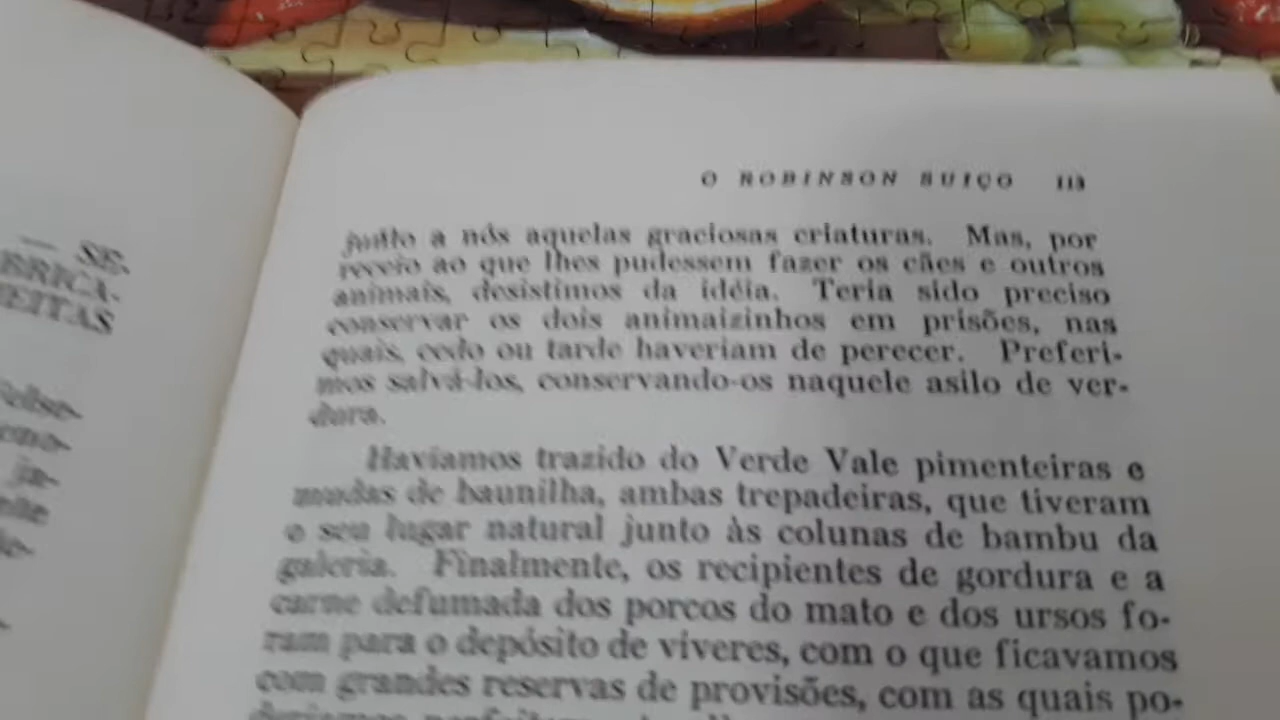 — SE-
BRICA-
EITAS
O ROBINSON SUIÇO 113
junto a nós aquelas graciosas criaturas. Mas, por
receio ao que lhes pudessem fazer os cães e outros
animais, desistimos da idéia. Teria sido preciso
conservar os dois animaizinhos em prisões, nas
quais, cedo ou tarde haveriam de perecer. Preferi-
mos salvá-los, conservando-os naquele asilo de ver-
dura.
Havíamos trazido do Verde Vale pimenteiras e
mudas de baunilha, ambas trepadeiras, que tiveram
o seu lugar natural junto às colunas de bambu da
galeria. Finalmente, os recipientes de gordura e a
carne defumada dos porcos do mato e dos ursos fo-
ram para o depósito de víveres, com o que ficavamos
com grandes reservas de provisões, com as quais po-